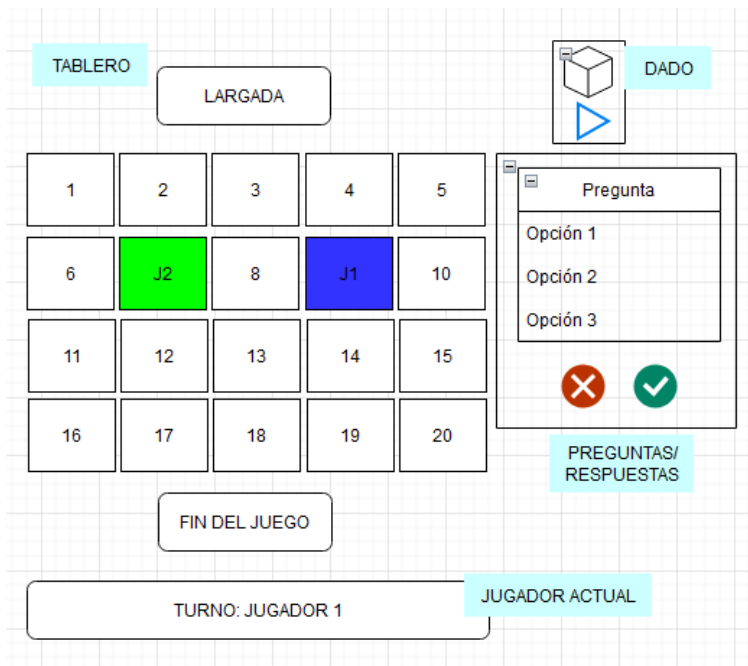 TABLERO
LARGADA
DADO
1 2 3 4 5
6 J2 8 J1 10
11 12 13 14 15
16 17 18 19 20
Pregunta
Opción 1
Opción 2
Opción 3
PREGUNTAS/
RESPUESTAS
FIN DEL JUEGO
TURNO: JUGADOR 1
JUGADOR ACTUAL